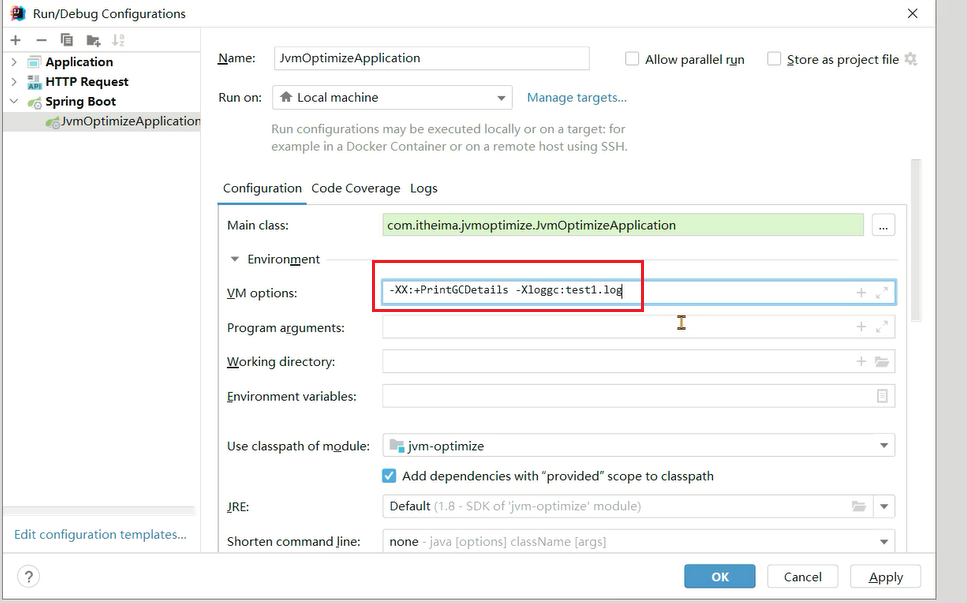 Run/Debug Configurations
Application
HTTP Request
API
Spring Boot
JvmOptimizeApplication
Edit configuration templates...
Name: JvmOptimizeApplication
Allow parallel run
Store as project file
Run on: Local machine
Manage targets...
Run configurations may be executed locally or on a target: for
example in a Docker Container or on a remote host using SSH.
Configuration Code Coverage Logs
Main class: com.itheima.jvmoptimize.JvmOptimizeApplication ...
Environment
VM options: -XX:+PrintGCDetails -Xloggc:test1.log
Program arguments:
Working directory:
Environment variables:
Use classpath of module: jvm-optimize
Add dependencies with “provided” scope to classpath
JRE: Default (1.8 - SDK of 'jvm-optimize' module)
Shorten command line: none - java [options] className [args]
? OK Cancel Apply